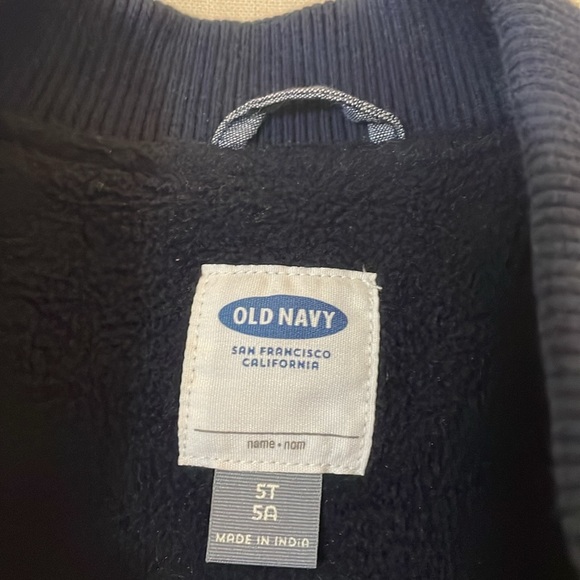 OLD NAVY
SAN FRANCISCO
CALIFORNIA
name • nom
5T
5A
MADE IN INDIA